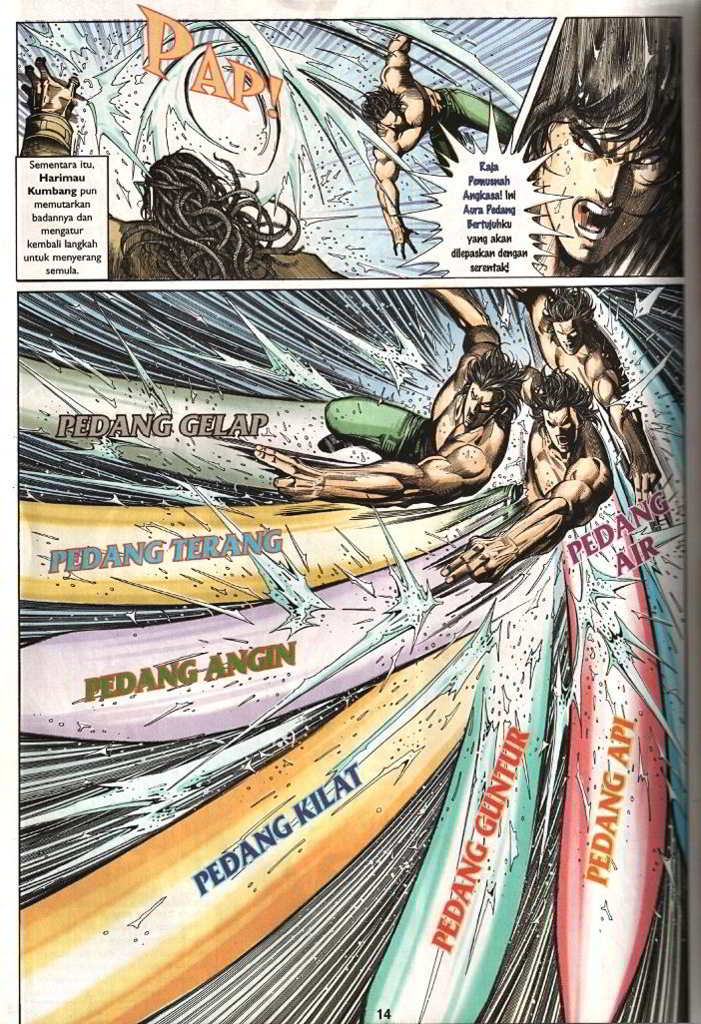 PAP!
Sementara itu,
Harimau
Kumbang pun
memutarkan
badannya dan
mengatur
kembali langkah
untuk menyerang
semula.
Raja
Pemusnah
Angkasa! Ini
Aura Pedang
Bertujuhku
yang akan
dilepaskan dengan
serentak!
PEDANG GELAP
PEDANG TERANG
PEDANG ANGIN
PEDANG KILAT
PEDANG GUNTUR
PEDANG API
PEDANG
AIR
14